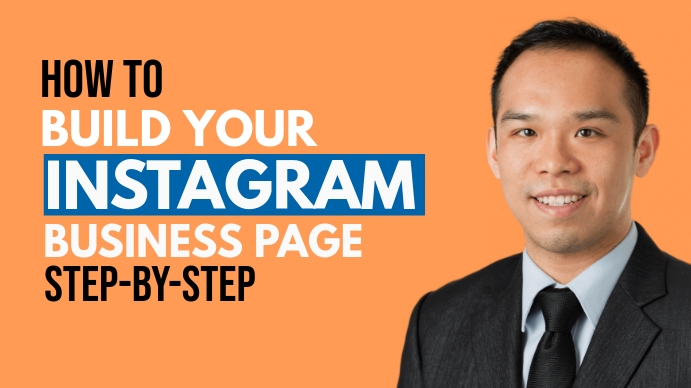 HOW TO
BUILD YOUR
INSTAGRAM
BUSINESS PAGE
STEP-BY-STEP